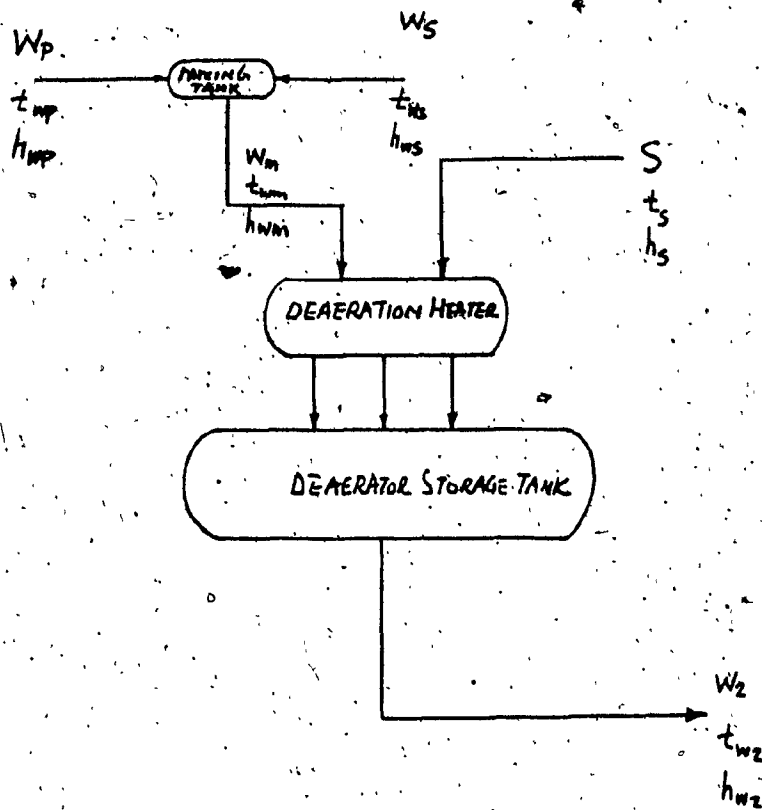 Ws
Wp
MIXING
TANK
twp
hwp
tws
hws
Wm
twm
hwm
S
ts
hs
DEAERATION HEATER
DEAERATOR STORAGE TANK
W2
tw2
hw2